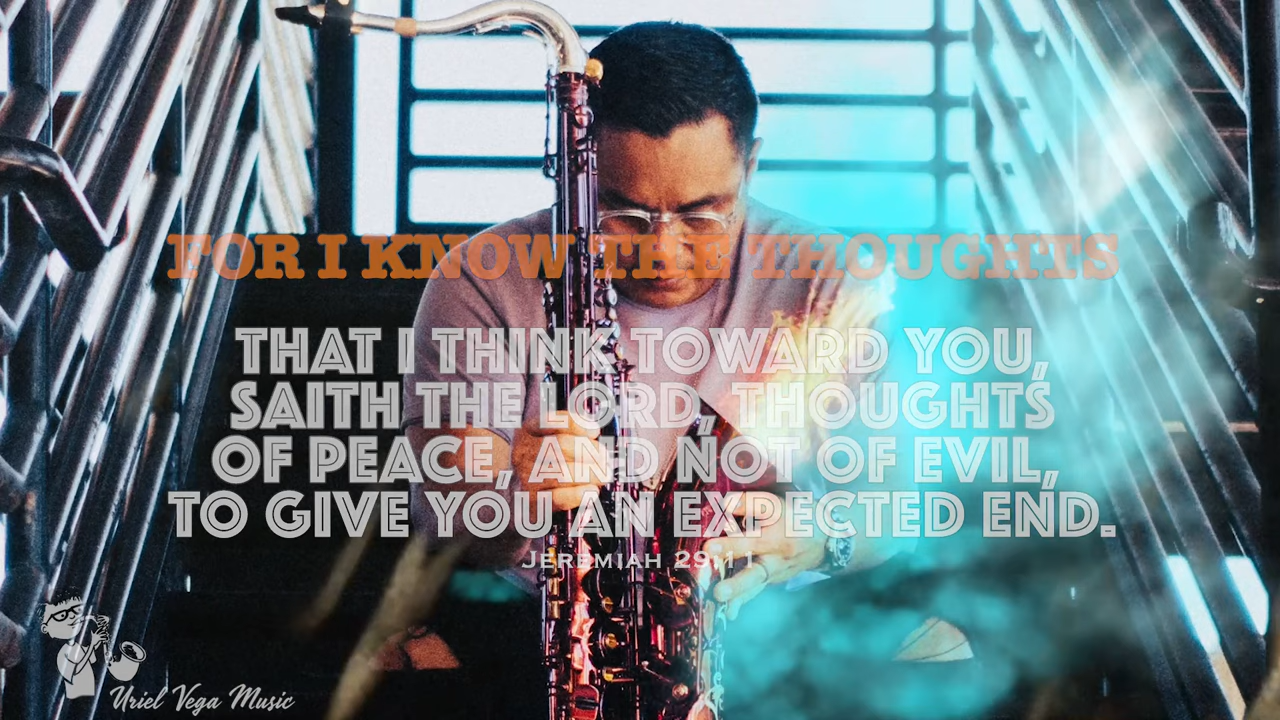 FOR I KNOW THE THOUGHTS
THAT I THINK TOWARD YOU,
SAITH THE LORD, THOUGHTS
OF PEACE, AND NOT OF EVIL,
TO GIVE YOU AN EXPECTED END.
JEREMIAH 29:11
Uriel Vega Music